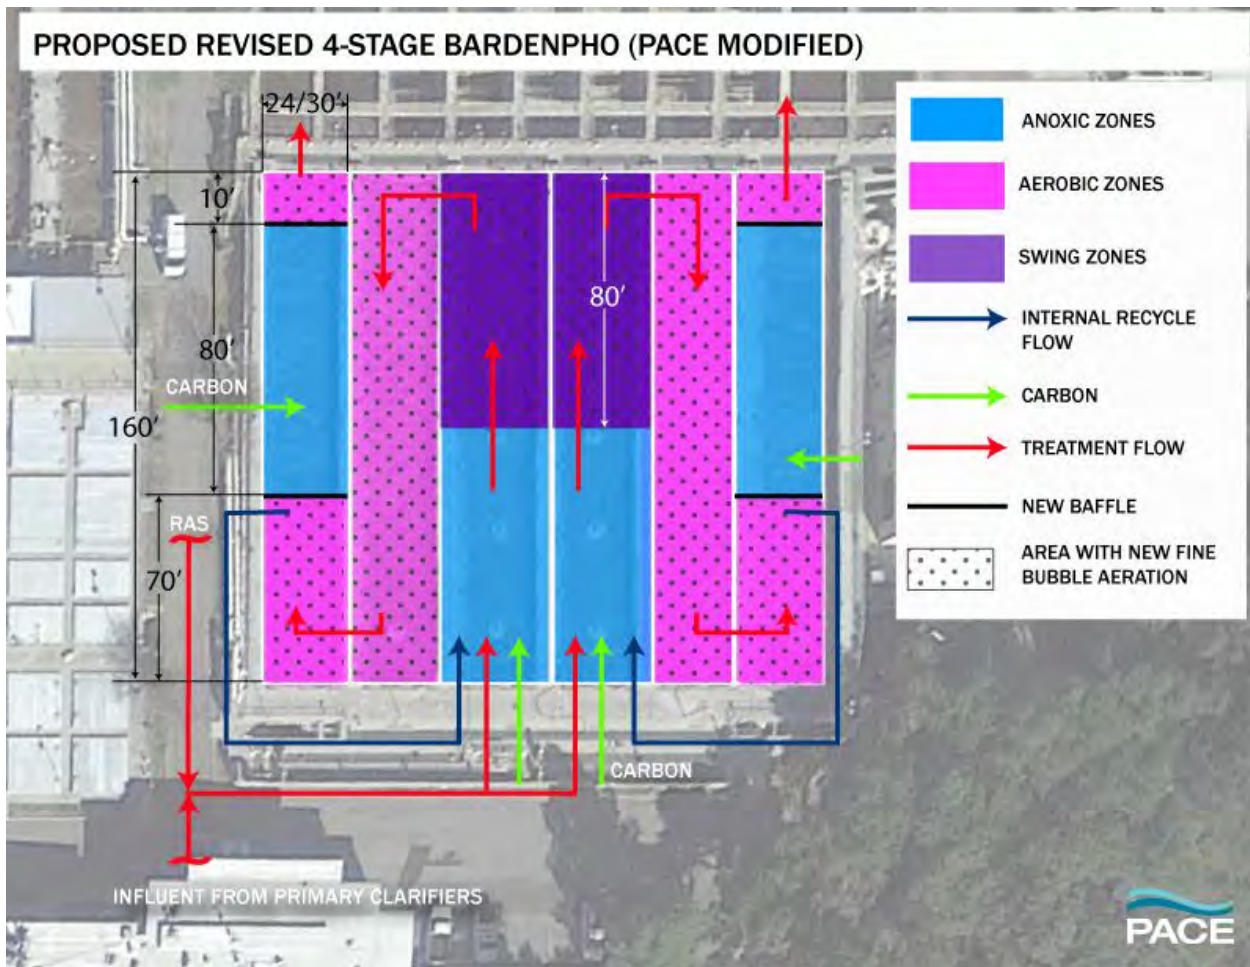 PROPOSED REVISED 4-STAGE BARDENPHO (PACE MODIFIED)
24/30'
10'
80'
CARBON
160'
RAS
70'
80'
CARBON
INFLUENT FROM PRIMARY CLARIFIERS
ANOXIC ZONES
AEROBIC ZONES
SWING ZONES
INTERNAL RECYCLE
FLOW
CARBON
TREATMENT FLOW
NEW BAFFLE
AREA WITH NEW FINE
BUBBLE AERATION
PACE